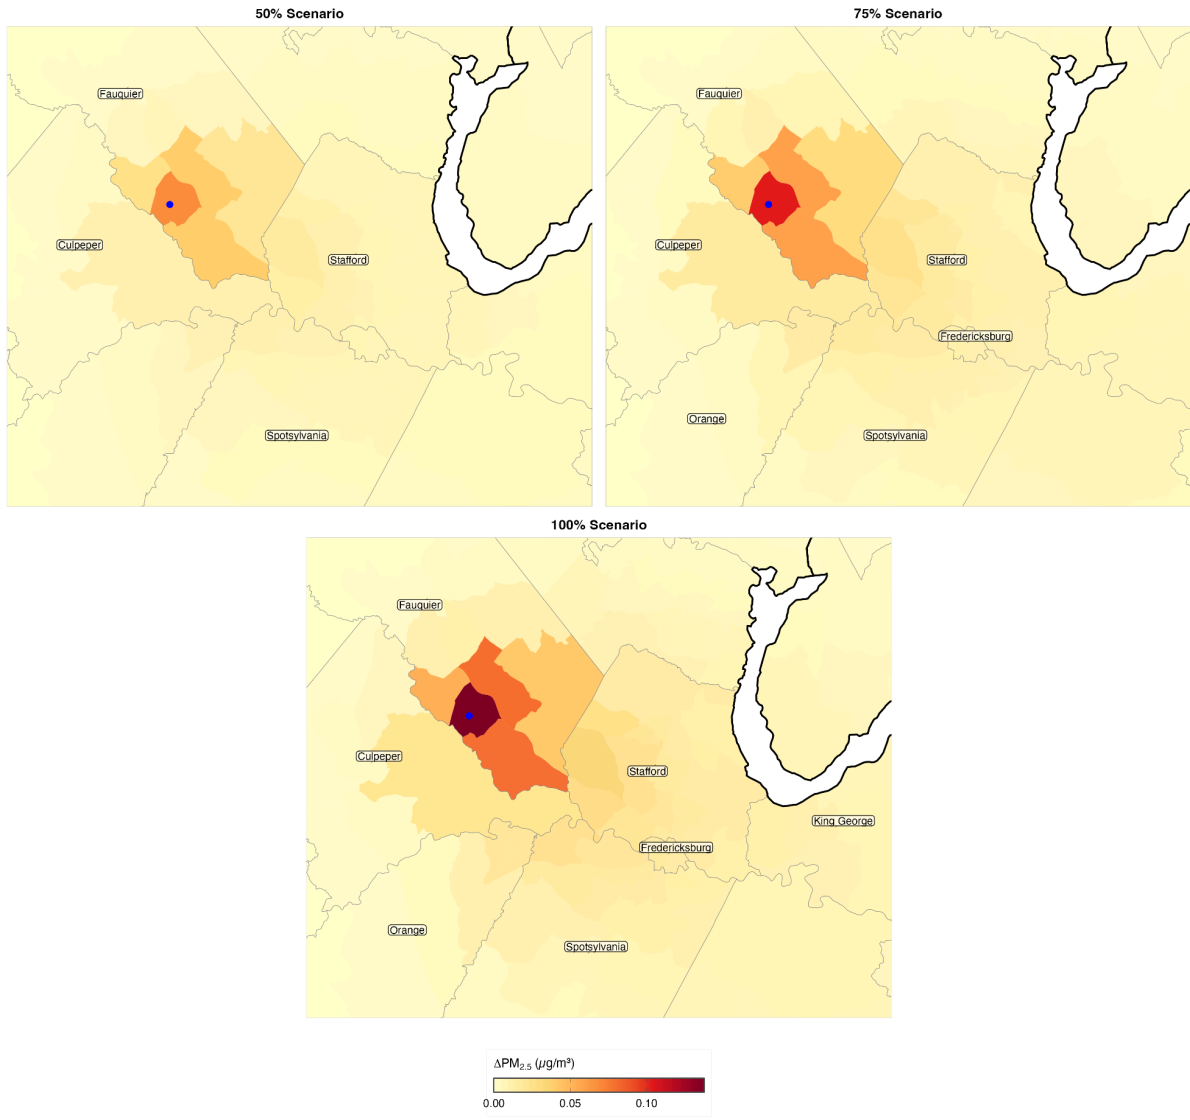 50% Scenario
75% Scenario
Fauquier
Culpeper
Stafford
Spotsylvania
Fauquier
Culpeper
Stafford
Fredericksburg
Orange
Spotsylvania
100% Scenario
Fauquier
Culpeper
Stafford
King George
Fredericksburg
Orange
Spotsylvania
ΔPM₂.₅ (µg/m³)
0.00 0.05 0.10